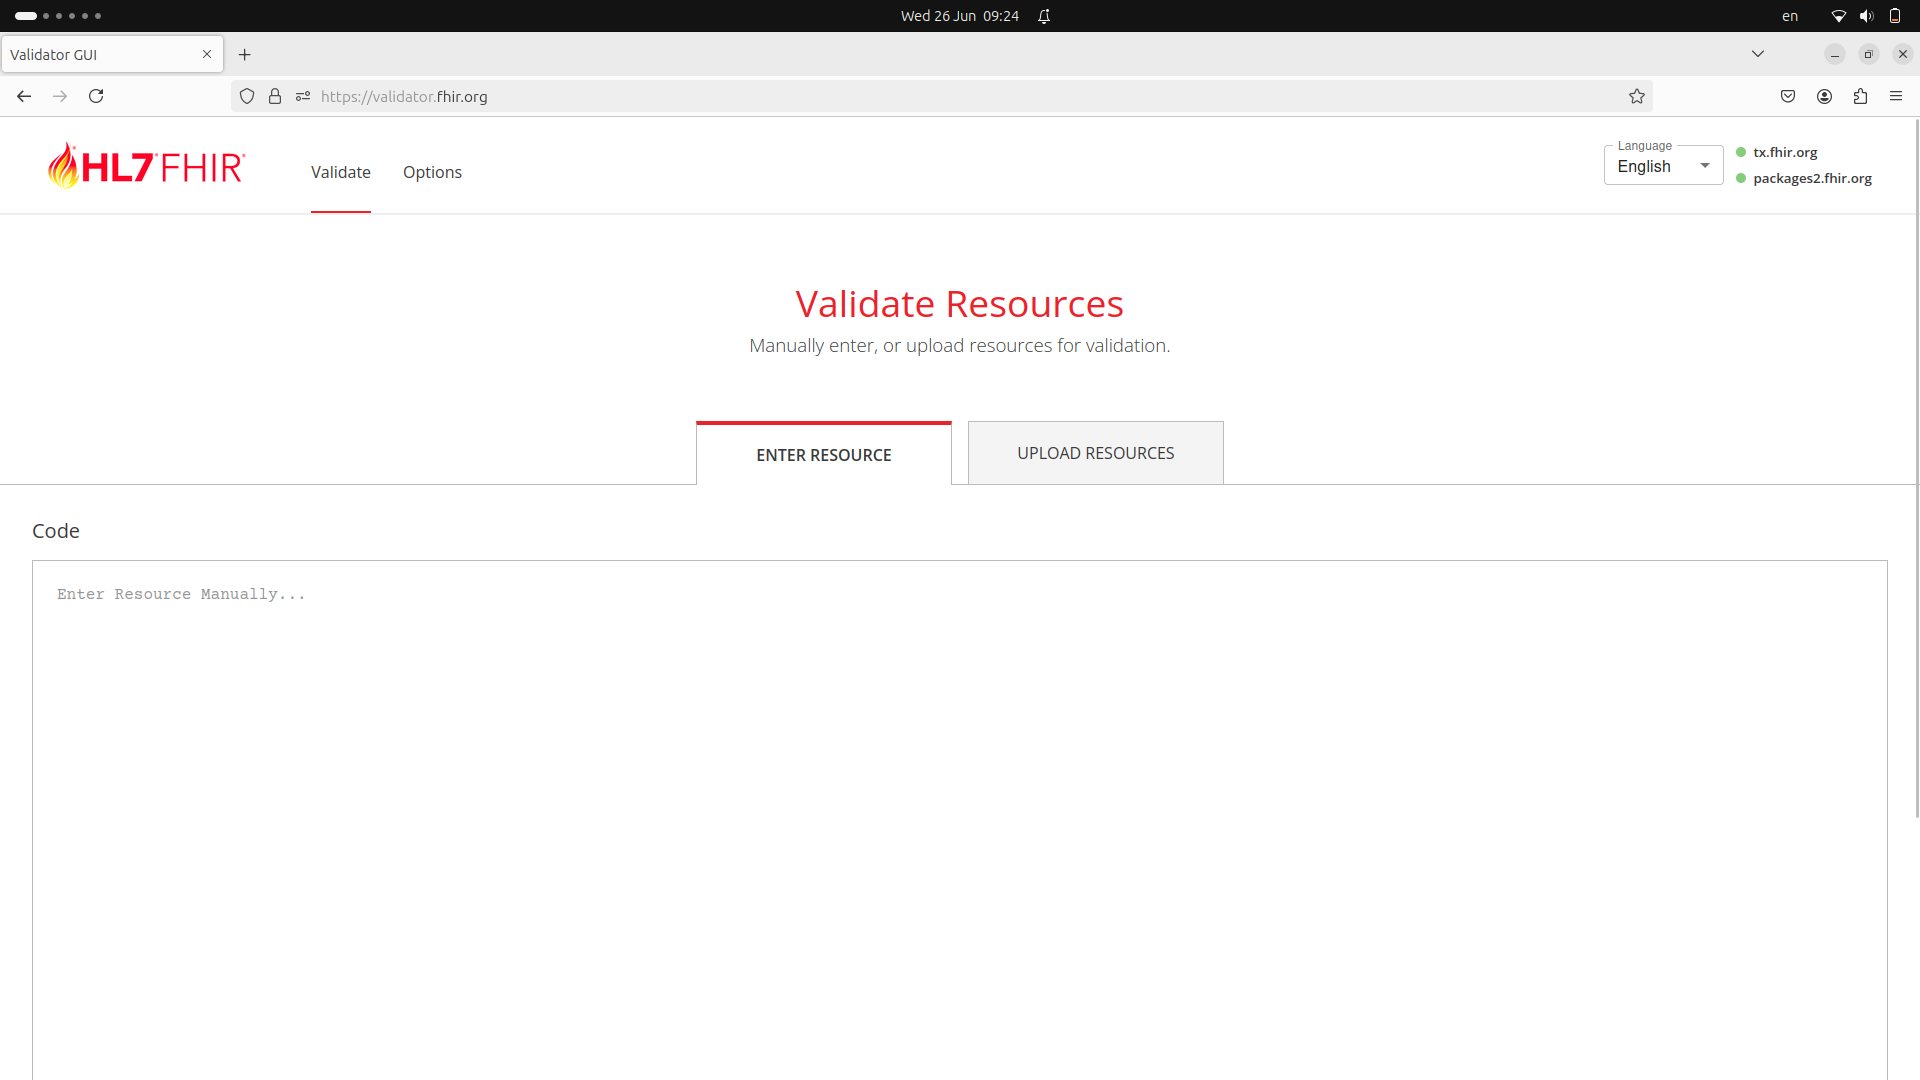 Wed 26 Jun 09:24
en
Validator GUI
https://validator.fhir.org
HL7 FHIR
Validate
Options
Language
English
tx.fhir.org
packages2.fhir.org
Validate Resources
Manually enter, or upload resources for validation.
ENTER RESOURCE
UPLOAD RESOURCES
Code
Enter Resource Manually...